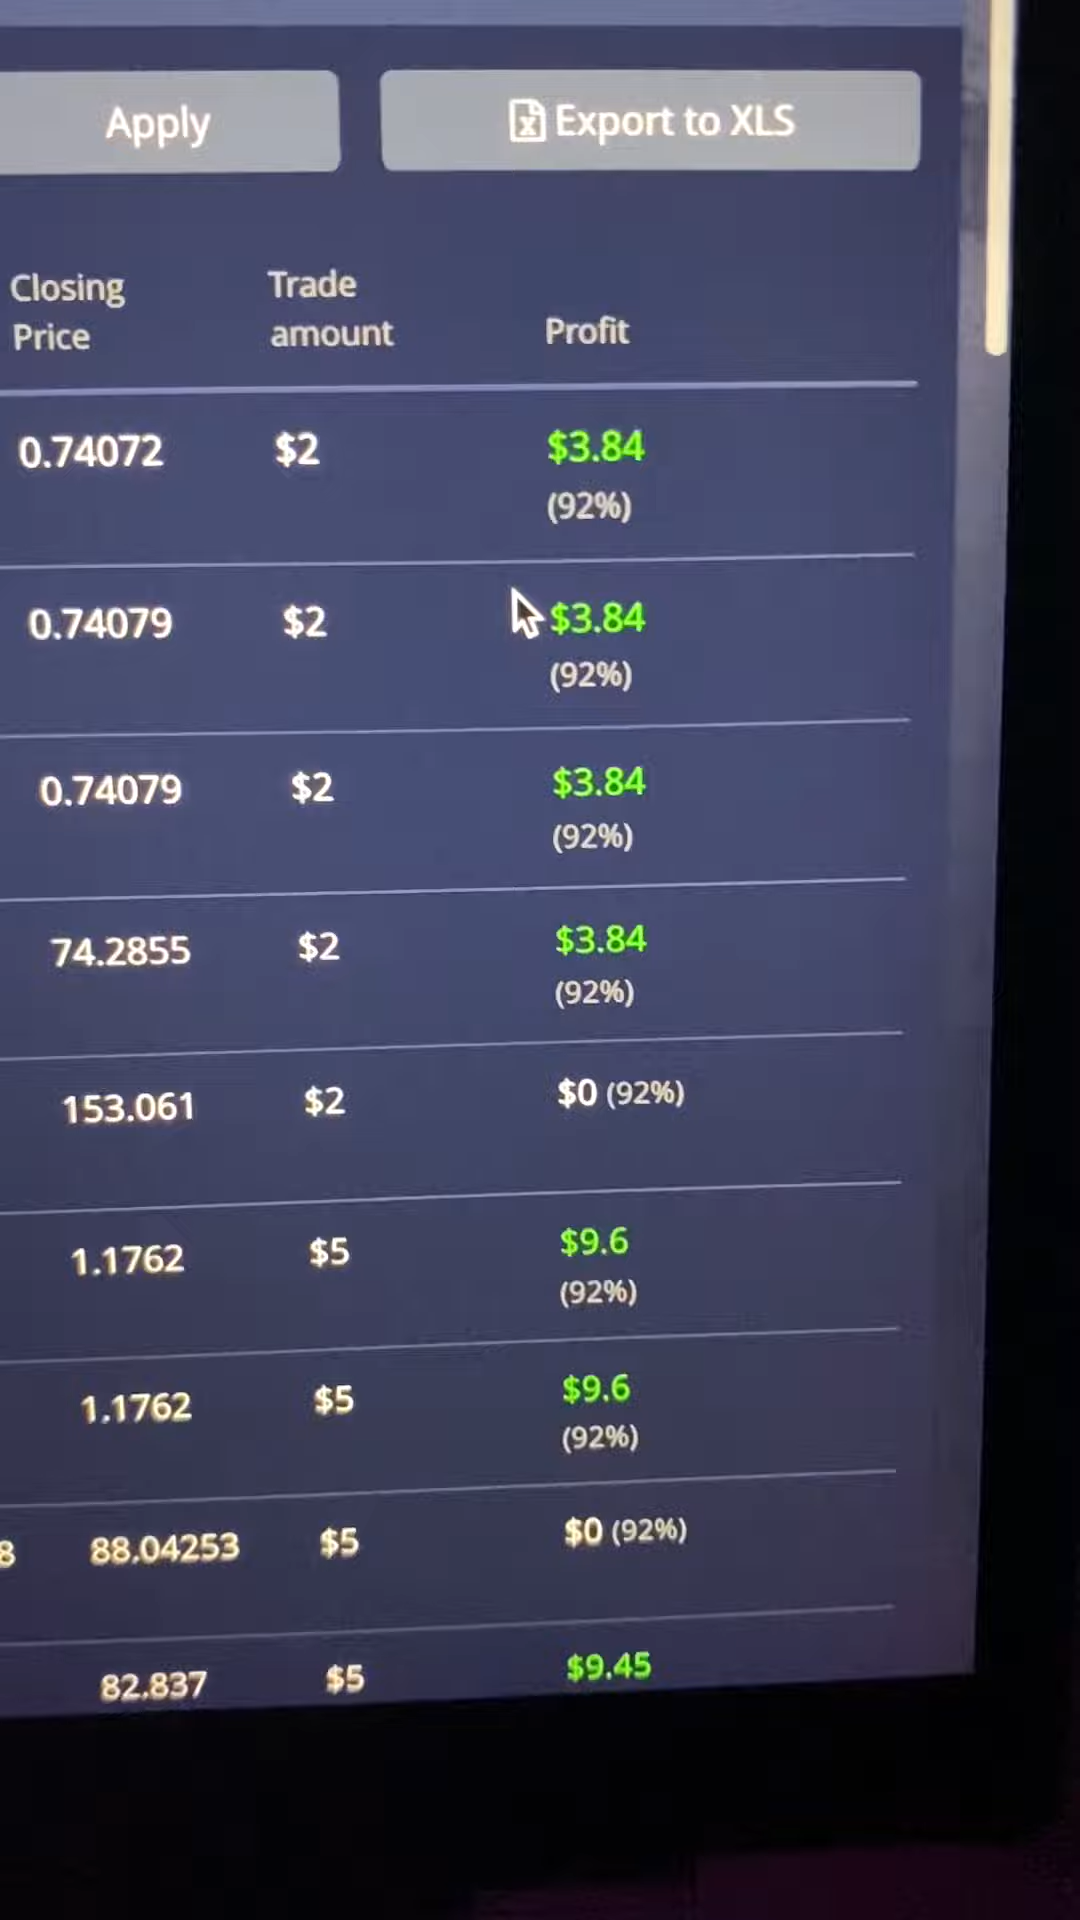 Apply
Export to XLS
Closing
Price
Trade
amount
Profit
0.74072 $2 $3.84
(92%)
0.74079 $2 $3.84
(92%)
0.74079 $2 $3.84
(92%)
74.2855 $2 $3.84
(92%)
153.061 $2 $0 (92%)
1.1762 $5 $9.6
(92%)
1.1762 $5 $9.6
(92%)
8 88.04253 $5 $0 (92%)
82.837 $5 $9.45